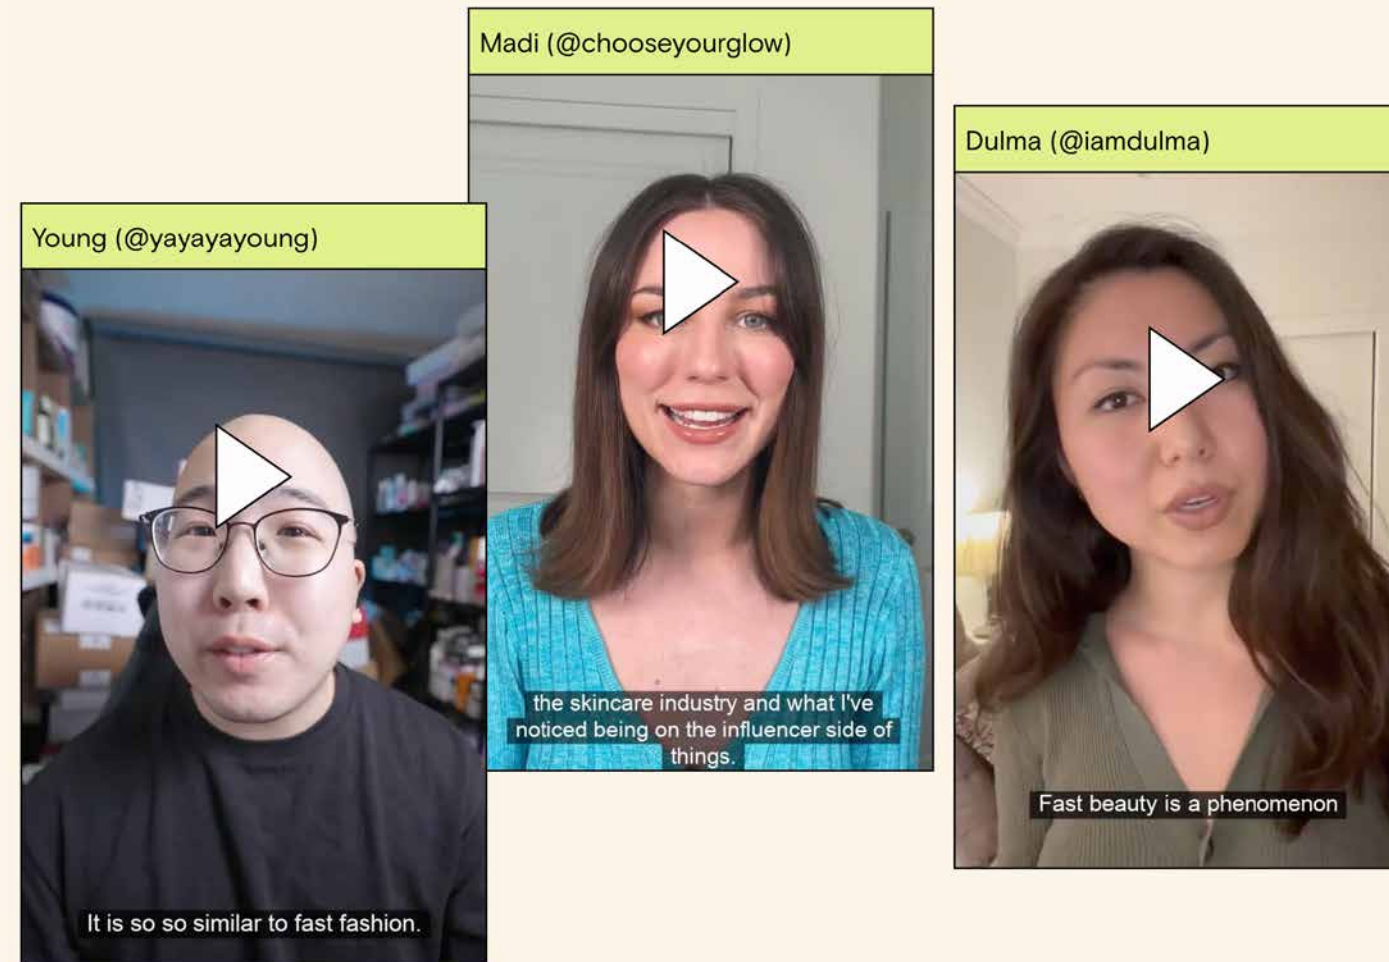 Madi (@chooseyourglow)
Dulma (@iamdulma)
Young (@yayayayoung)
the skincare industry and what I've
noticed being on the influencer side of
things.
Fast beauty is a phenomenon
It is so so similar to fast fashion.